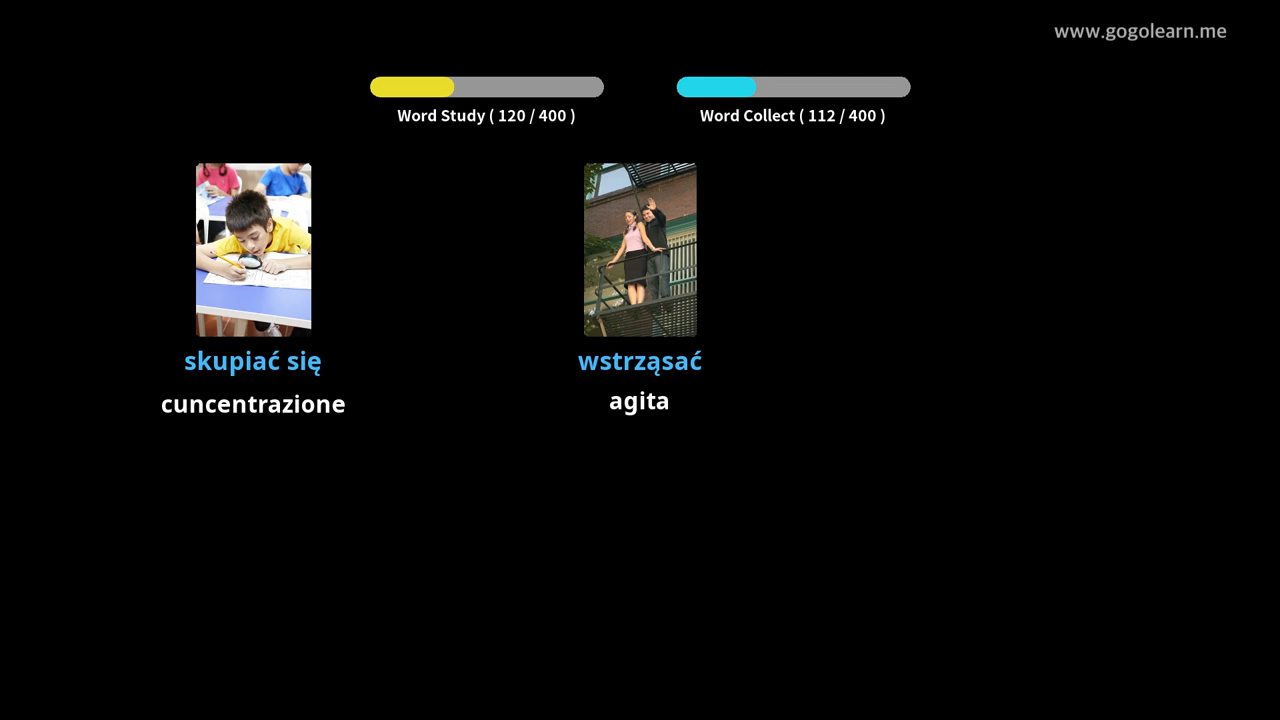 www.gogolearn.me
Word Study ( 120 / 400 )
Word Collect ( 112 / 400 )
skupiać się
wstrząsać
cuncentrazione
agita